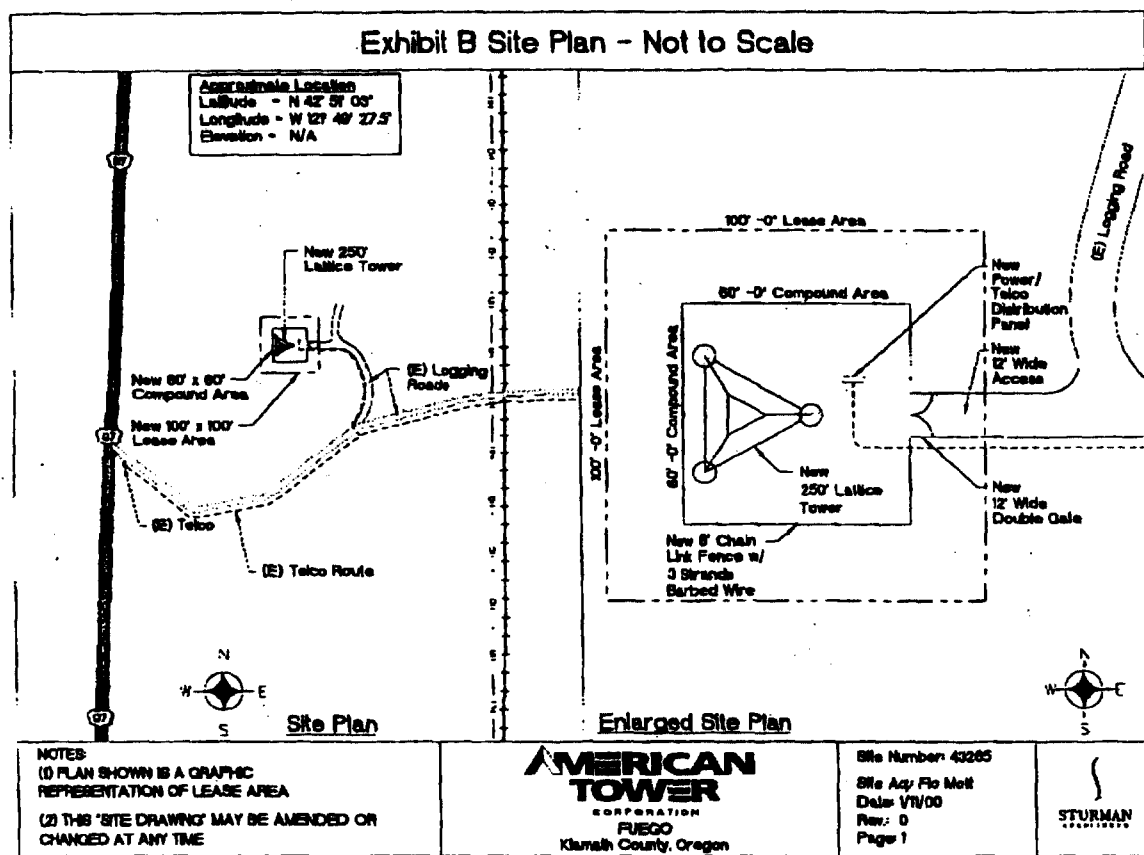 Exhibit B Site Plan - Not to Scale
Approximate Location
Latitude - N 42° 51' 03"
Longitude - W 121° 49' 27.5"
Elevation - N/A
97
New 250'
Lattice Tower
New 60' x 60'
Compound Area
New 100' x 100'
Lease Area
(E) Logging
Roads
97
(E) Telco
(E) Telco Route
97
N
W E
S
Site Plan
100' -0" Lease Area
100' -0" Lease Area
60' -0" Compound Area
60' -0" Compound Area
(E) Logging Road
New
Power/
Telco
Distribution
Panel
New
12' Wide
Access
New
250' Lattice
Tower
New
12' Wide
Double Gate
Chain
Link Fence w/
3 Strands
Barbed Wire
N
W E
S
Enlarged Site Plan
NOTES:
(1) PLAN SHOWN IS A GRAPHIC
REPRESENTATION OF LEASE AREA
(2) THIS "SITE DRAWING" MAY BE AMENDED OR
CHANGED AT ANY TIME
AMERICAN
TOWER
CORPORATION
FUEGO
Klamath County, Oregon
Site Number: 43265
Site Acq: Flo Mott
Date: 1/11/00
Rev.: 0
Page: 1
STURMAN
ARCHITECTS